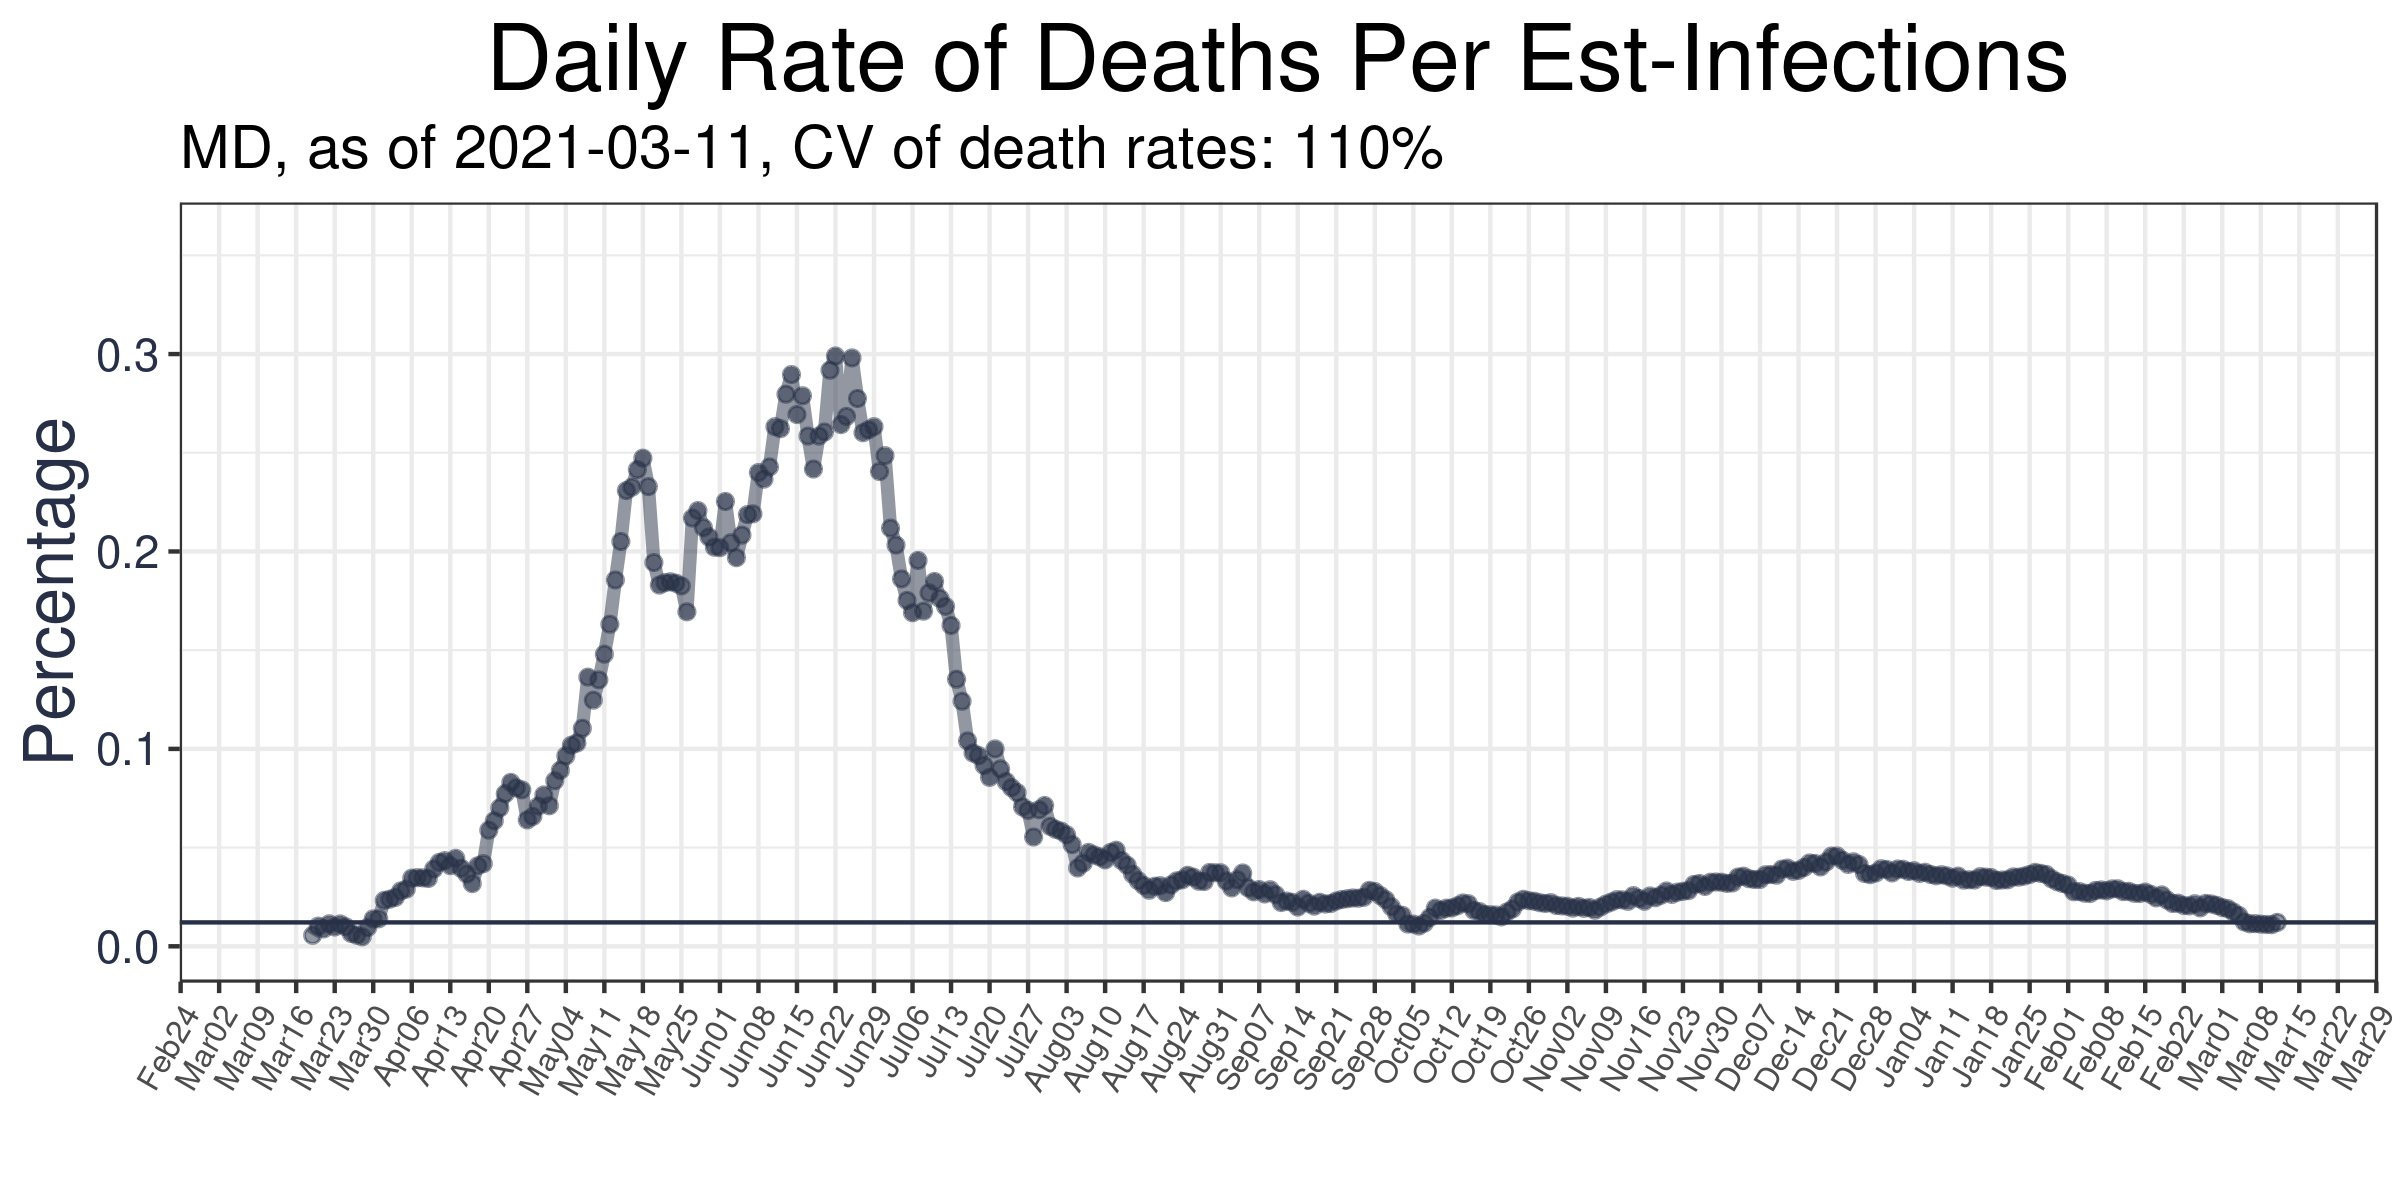 Daily Rate of Deaths Per Est-Infections
MD, as of 2021-03-11, CV of death rates: 110%
Percentage
0.3
0.2
0.1
0.0
Feb24
Mar02
Mar09
Mar16
Mar23
Mar30
Apr06
Apr13
Apr20
Apr27
May04
May11
May18
May25
Jun01
Jun08
Jun15
Jun22
Jun29
Jul06
Jul13
Jul20
Jul27
Aug03
Aug10
Aug17
Aug24
Aug31
Sep07
Sep14
Sep21
Sep28
Oct05
Oct12
Oct19
Oct26
Nov02
Nov09
Nov16
Nov23
Nov30
Dec07
Dec14
Dec21
Dec28
Jan04
Jan11
Jan18
Jan25
Feb01
Feb08
Feb15
Feb22
Mar01
Mar08
Mar15
Mar22
Mar29